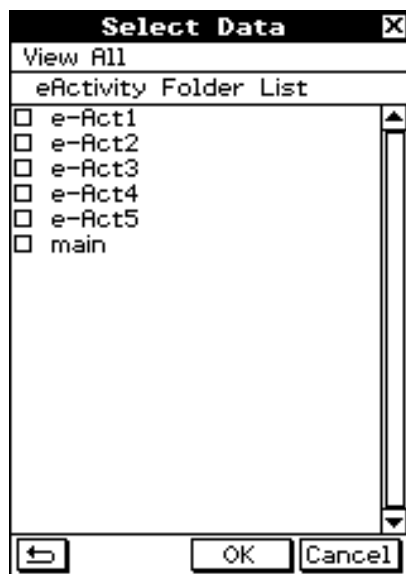 Select Data
View All
eActivity Folder List
e-Act1
e-Act2
e-Act3
e-Act4
e-Act5
main
OK Cancel